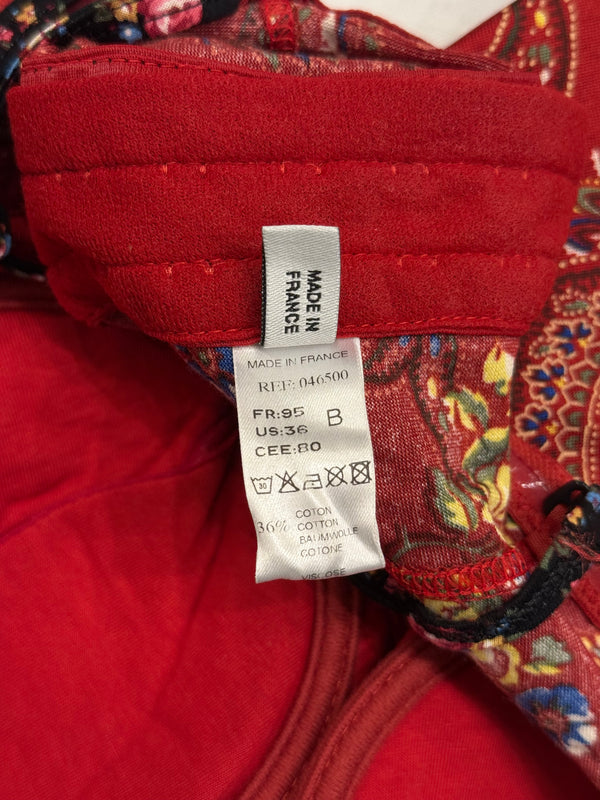 MADE IN
FRANCE
MADE IN FRANCE
REF: 046500
FR:95
US:36
CEE:80
B
30
36%
COTON
COTTON
BAUMWOLLE
COTONE
VISCOSE